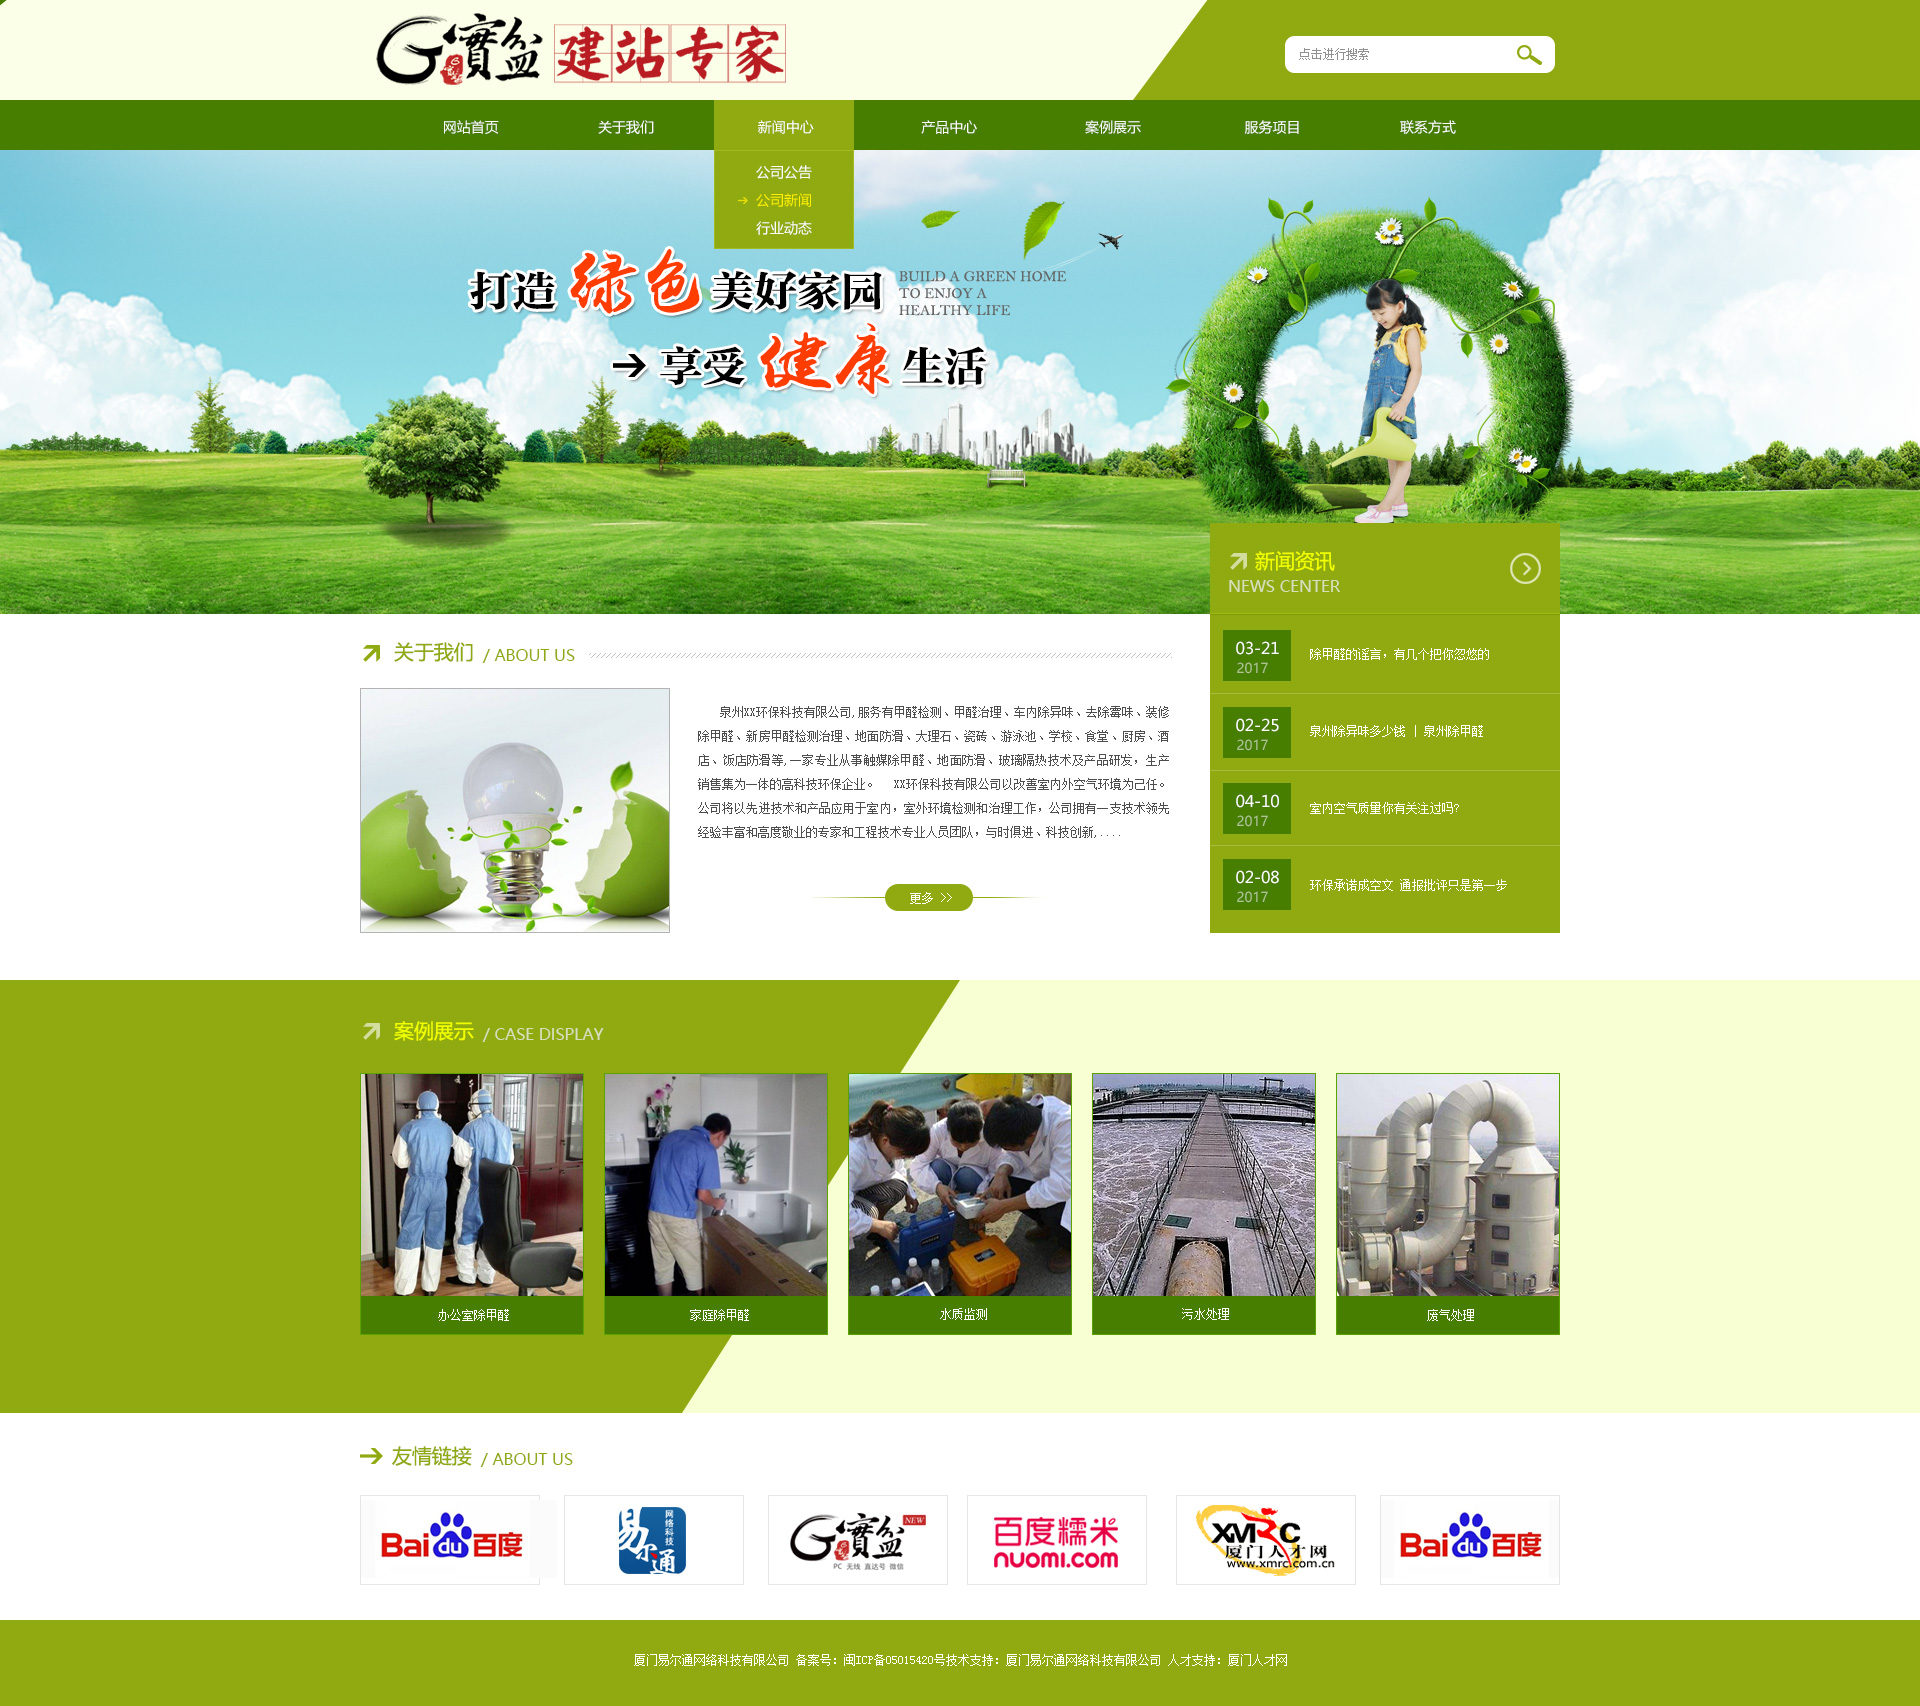 G實盆 建站专家
点击进行搜索
网站首页 关于我们 新闻中心 产品中心 案例展示 服务项目 联系方式
公司公告
公司新闻
行业动态
打造绿色美好家园
BUILD A GREEN HOME
TO ENJOY A
HEALTHY LIFE
享受健康生活
新闻资讯
NEWS CENTER
03-21
2017
除甲醛的谣言，有几个把你忽悠的
02-25
2017
泉州除异味多少钱 | 泉州除甲醛
04-10
2017
室内空气质里你有关注过吗?
02-08
2017
环保承诺成空文 通报批评只是第一步
关于我们 / ABOUT US
泉州XX环保科技有限公司,服务有甲醛检测、甲醛治理、车内除异味、去除霉味、装修
除甲醛、新房甲醛检测治理、地面防滑、大理石、瓷砖、游泳池、学校、食堂、厨房、酒
店、饭店防滑等,一家专业从事触媒除甲醛、地面防滑、玻璃隔热技术及产品研发，生产
销售集为一体的高科技环保企业。 XX环保科技有限公司以改善室内外空气环境为己任。
公司将以先进技术和产品应用于室内，室外环境检测和治理工作，公司拥有一支技术领先
经验丰富和高度敬业的专家和工程技术专业人员团队，与时俱进、科技创新,....
更多 >>
案例展示 / CASE DISPLAY
办公室除甲醛 家庭除甲醛 水质监测 污水处理 废气处理
友情链接 / ABOUT US
Bai du 百度
易尔通 网络科技
G實盆 NEW
PC 无线 直达号 微信
百度糯米
nuomi.com
XMRC
厦门人才网
www.xmrc.com.cn
Bai du 百度
厦门易尔通网络科技有限公司 备案号：闽ICP备05015420号技术支持：厦门易尔通网络科技有限公司 人才支持：厦门人才网